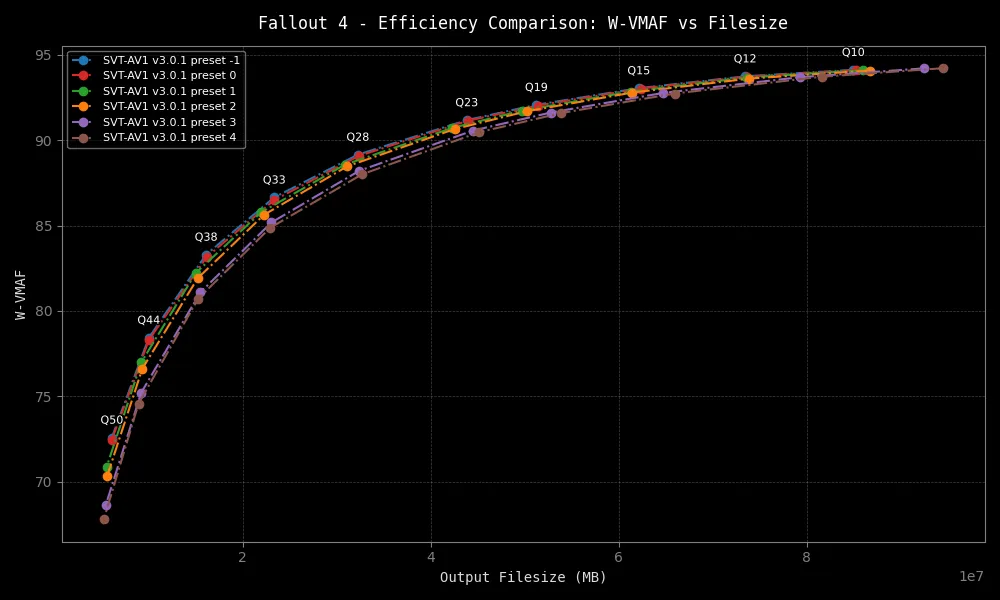 Fallout 4 - Efficiency Comparison: W-VMAF vs Filesize
SVT-AV1 v3.0.1 preset -1
SVT-AV1 v3.0.1 preset 0
SVT-AV1 v3.0.1 preset 1
SVT-AV1 v3.0.1 preset 2
SVT-AV1 v3.0.1 preset 3
SVT-AV1 v3.0.1 preset 4
Q10
Q12
Q15
Q19
Q23
Q28
Q33
Q38
Q44
Q50
95
90
85
80
75
70
W-VMAF
2
4
6
8
1e7
Output Filesize (MB)